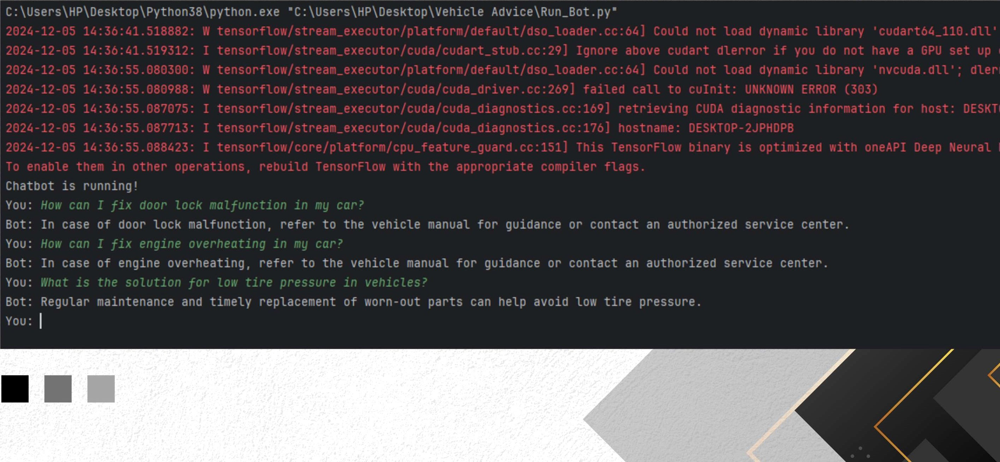 C:\Users\HP\Desktop\Python38\python.exe "C:\Users\HP\Desktop\Vehicle Advice\Run_Bot.py"
2024-12-05 14:36:41.518882: W tensorflow/stream_executor/platform/default/dso_loader.cc:64] Could not load dynamic library 'cudart64_110.dll'
2024-12-05 14:36:41.519312: I tensorflow/stream_executor/cuda/cudart_stub.cc:29] Ignore above cudart dlerror if you do not have a GPU set up
2024-12-05 14:36:55.080300: W tensorflow/stream_executor/platform/default/dso_loader.cc:64] Could not load dynamic library 'nvcuda.dll';
2024-12-05 14:36:55.080988: W tensorflow/stream_executor/cuda/cuda_driver.cc:269] failed call to cuInit: UNKNOWN ERROR (303)
2024-12-05 14:36:55.087075: I tensorflow/stream_executor/cuda/cuda_diagnostics.cc:169] retrieving CUDA diagnostic information for host:
2024-12-05 14:36:55.087713: I tensorflow/stream_executor/cuda/cuda_diagnostics.cc:176] hostname: DESKTOP-2JPHDPB
2024-12-05 14:36:55.088423: I tensorflow/core/platform/cpu_feature_guard.cc:151] This TensorFlow binary is optimized with oneAPI Deep Neural
To enable them in other operations, rebuild TensorFlow with the appropriate compiler flags.
Chatbot is running!
You: How can I fix door lock malfunction in my car?
Bot: In case of door lock malfunction, refer to the vehicle manual for guidance or contact an authorized service center.
You: How can I fix engine overheating in my car?
Bot: In case of engine overheating, refer to the vehicle manual for guidance or contact an authorized service center.
You: What is the solution for low tire pressure in vehicles?
Bot: Regular maintenance and timely replacement of worn-out parts can help avoid low tire pressure.
You: